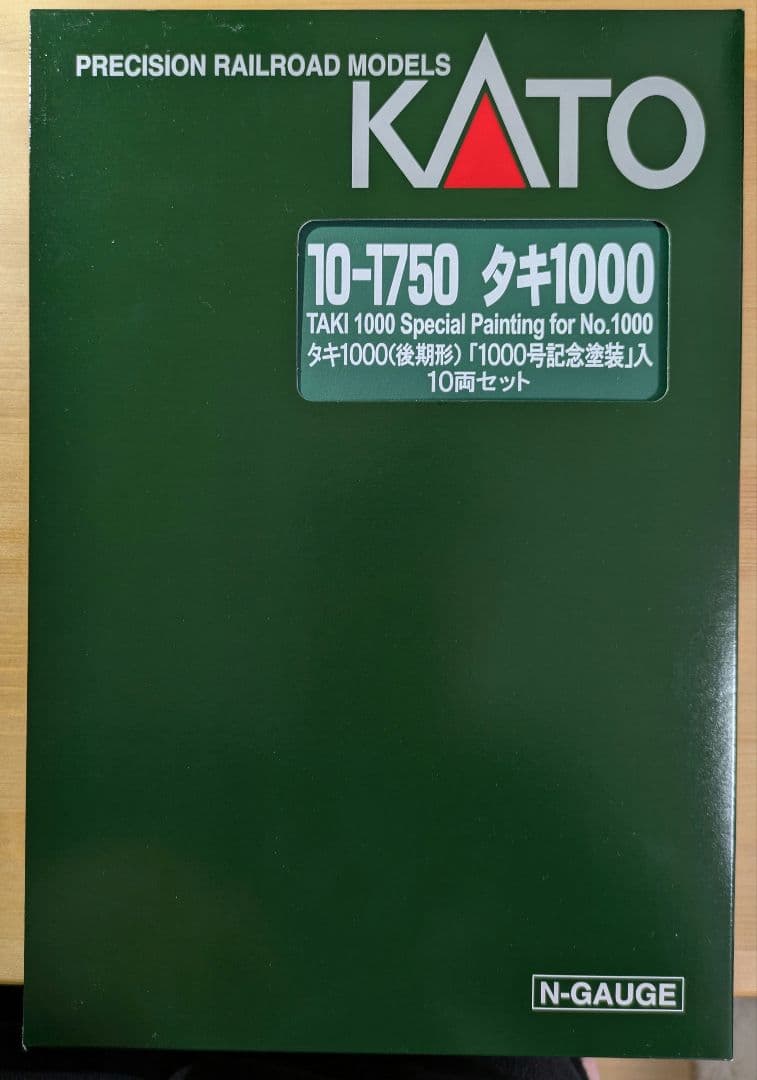 PRECISION RAILROAD MODELS
KATO
10-1750 タキ1000
TAKI 1000 Special Painting for No.1000
タキ1000(後期形)「1000号記念塗装」入
10両セット
N-GAUGE